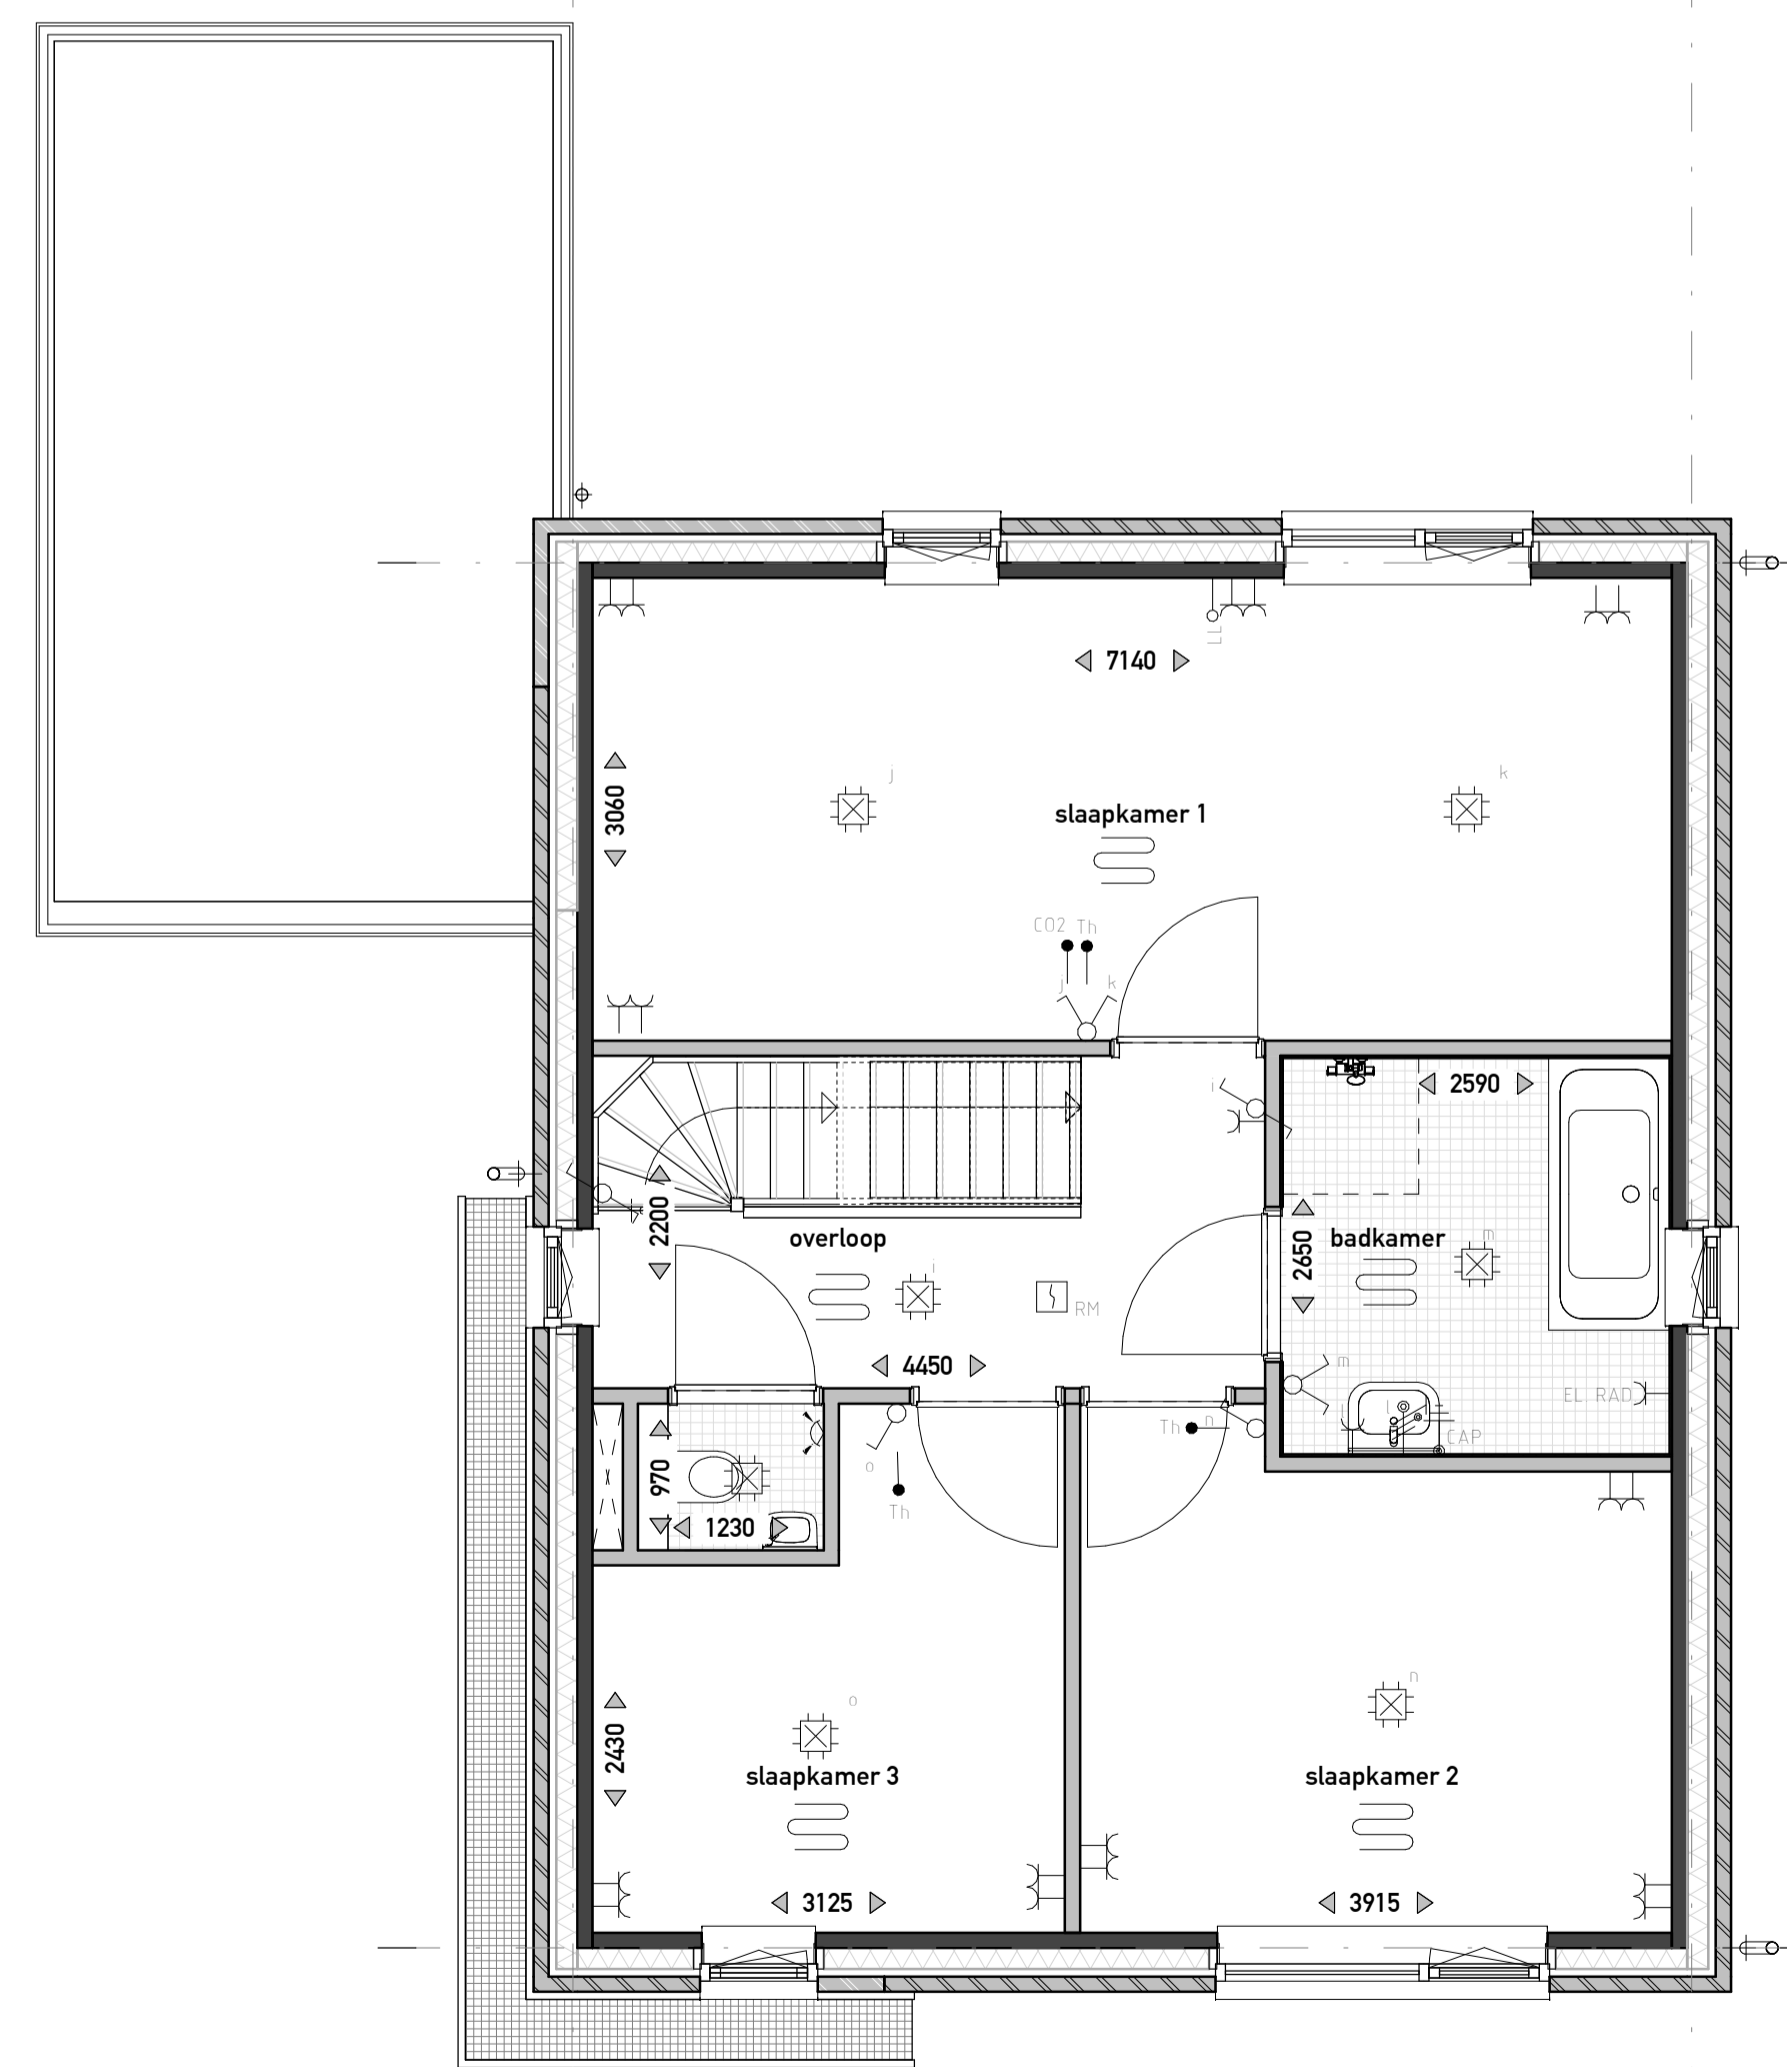 LL
7140
3060
j
k
slaapkamer 1
CO2 Th
j k
i
2590
2200
overloop
2650
badkamer
m
i
RM
4450
m
EL. RAD
Th n
CAP
970
o
1230
Th
n
o
2430
slaapkamer 3
slaapkamer 2
3125
3915